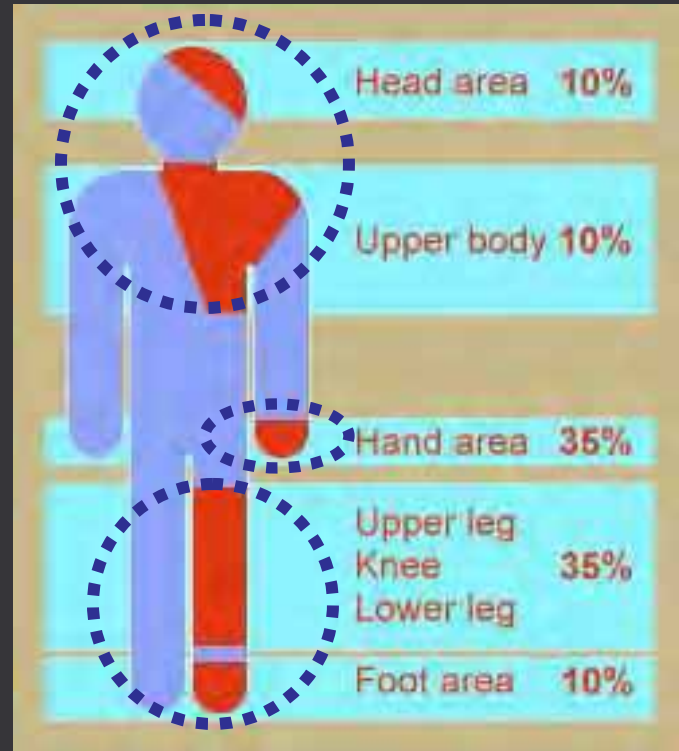 Head area 10%
Upper body 10%
Hand area 35%
Upper leg
Knee 35%
Lower leg
Foot area 10%